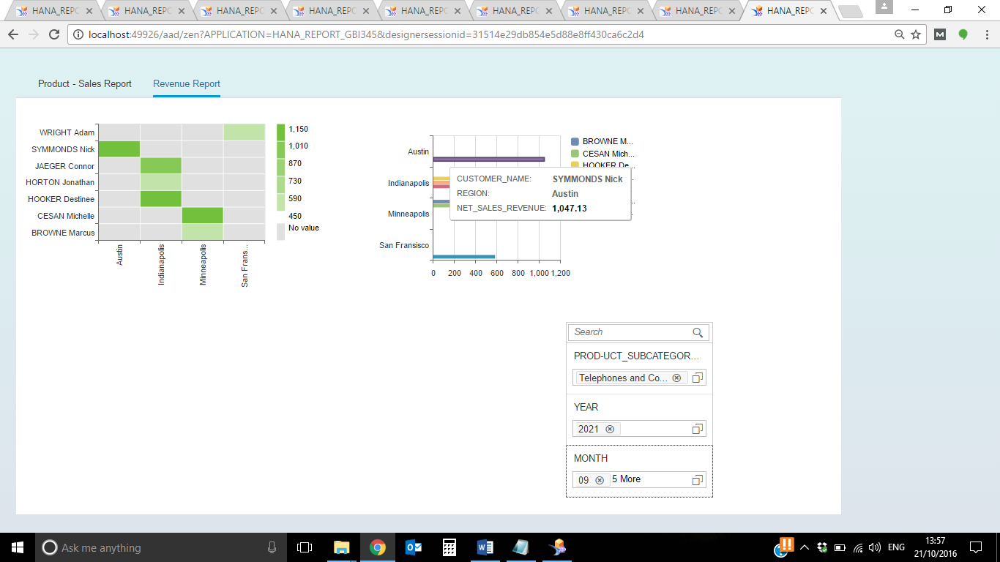 HANA_REPC HANA_REPC HANA_REPC HANA_REPC HANA_REPC HANA_REPC HANA_REPC HANA_REPC HANA_REPC
localhost:49926/aad/zen?APPLICATION=HANA_REPORT_GBI345&designersessionid=31514e29db854e5d88e8ff430ca6c2d4
Product - Sales Report Revenue Report
WRIGHT Adam
SYMMONDS Nick
JAEGER Connor
HORTON Jonathan
HOOKER Destinee
CESAN Michelle
BROWNE Marcus
Austin
Indianapolis
Minneapolis
San Frans...
1,150
1,010
870
730
590
450
No value
Austin
Indianapolis
Minneapolis
San Fransisco
0 200 400 600 800 1,000 1,200
BROWNE M...
CESAN Mich...
HOOKER De...
CUSTOMER_NAME: SYMMONDS Nick
REGION: Austin
NET_SALES_REVENUE: 1,047.13
Search
PROD-UCT_SUBCATEGOR...
Telephones and Co...
YEAR
2021
MONTH
09 5 More
Ask me anything
ENG
13:57
21/10/2016